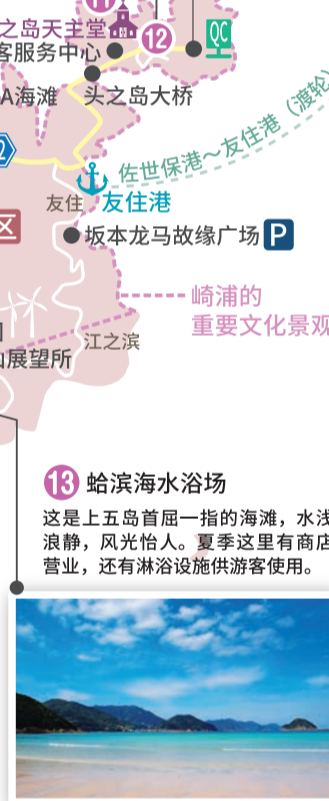 11
之岛天主堂
12
QC
客服务中心
A海滩
头之岛大桥
2
佐世保港～友住港（渡轮）
友住
友住港
区
坂本龙马故缘广场
P
崎浦的
重要文化景观
江之滨
山展望所
13 蛤滨海水浴场
这是上五岛首屈一指的海滩，水浅
浪静，风光怡人。夏季这里有商店
营业，还有淋浴设施供游客使用。